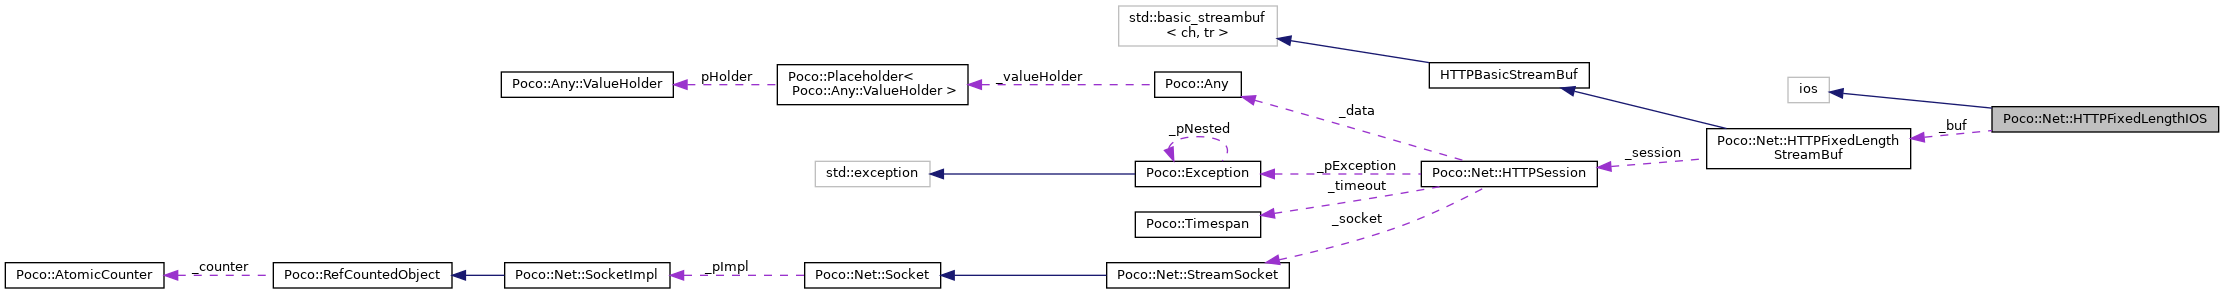 std::basic_streambuf
< ch, tr >
Poco::Any::ValueHolder
pHolder
Poco::Placeholder<
Poco::Any::ValueHolder >
_valueHolder
Poco::Any
HTTPBasicStreamBuf
ios
Poco::Net::HTTPFixedLengthIOS
_buf
_data
_pNested
Poco::Net::HTTPFixedLength
StreamBuf
_session
std::exception
Poco::Exception
_pException
Poco::Net::HTTPSession
_timeout
Poco::Timespan
_socket
Poco::AtomicCounter
_counter
Poco::RefCountedObject
Poco::Net::SocketImpl
_pImpl
Poco::Net::Socket
Poco::Net::StreamSocket